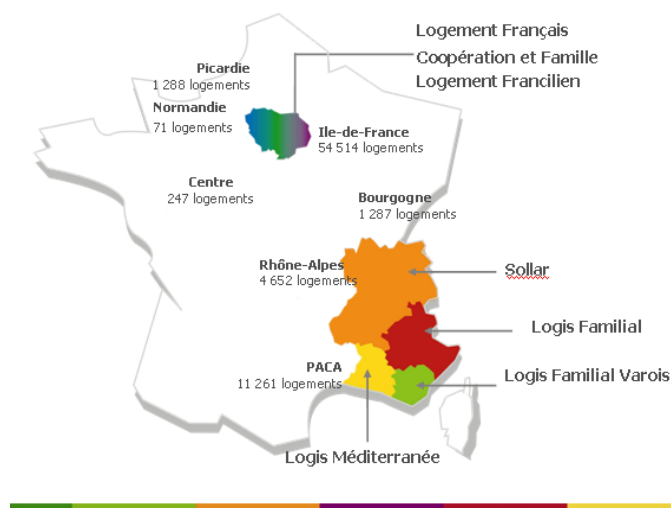 Logement Français
Coopération et Famille
Logement Francilien
Picardie
1 288 logements
Normandie
71 logements
Ile-de-France
54 514 logements
Centre
247 logements
Bourgogne
1 287 logements
Rhône-Alpes
4 652 logements
Sollar
Logis Familial
PACA
11 261 logements
Logis Familial Varois
Logis Méditerranée